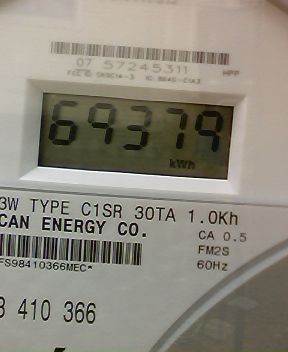 07 57245311
HPP
69379
kWh
3W TYPE C1SR 30TA 1.0Kh
CAN ENERGY CO.
CA 0.5
FM2S
60Hz
FS98410366MEC*
410 366